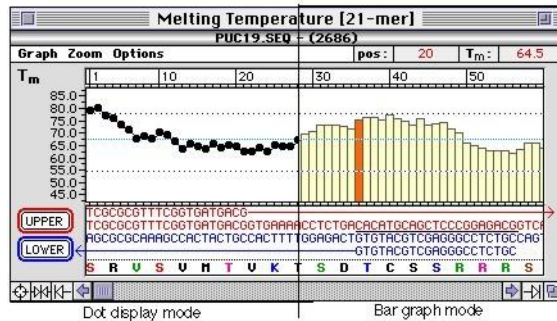 Melting Temperature [21-mer]
PUC19.SEQ - (2686)
Graph Zoom Options pos: 20 Tm: 64.5
Tm 1 10 20 30 40 50
85.0
80.0
75.0
70.0
65.0
60.0
55.0
50.0
45.0
TCGCGCGTTTCGGTGATGACG
UPPER TCGCGCGTTTCGGTGATGACGGTGAAAACCTCTGACACATGCAGCTCCCGGAGACGGTCA
AGCGCGCAAAGCCACTACTGCCACTTTTGGAGACTGTGTACGTCGAGGGCCTCTGCCAGT
LOWER GTGTACGTCGAGGGCCTCTGC
S R V S V M T V K T S D T C S S R R R S
Dot display mode Bar graph mode